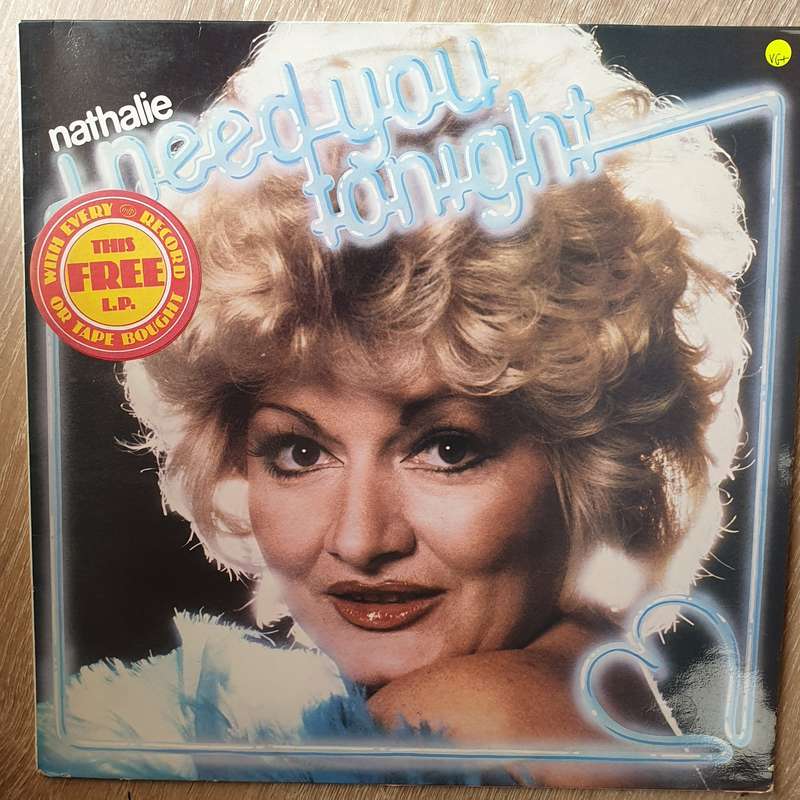 nathalie
i need you
tonight
WITH EVERY RECORD
THIS
FREE
L.P.
OR TAPE BOUGHT
VG+